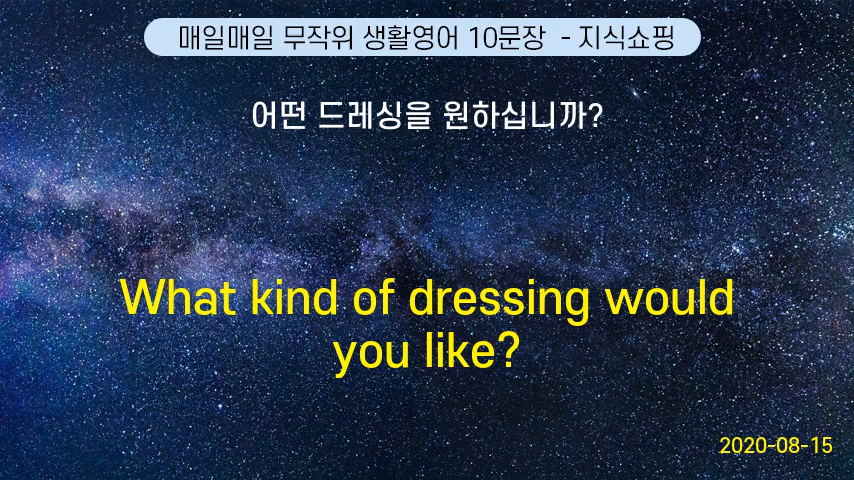 매일매일 무작위 생활영어 10문장 - 지식쇼핑
어떤 드레싱을 원하십니까?
What kind of dressing would
you like?
2020-08-15